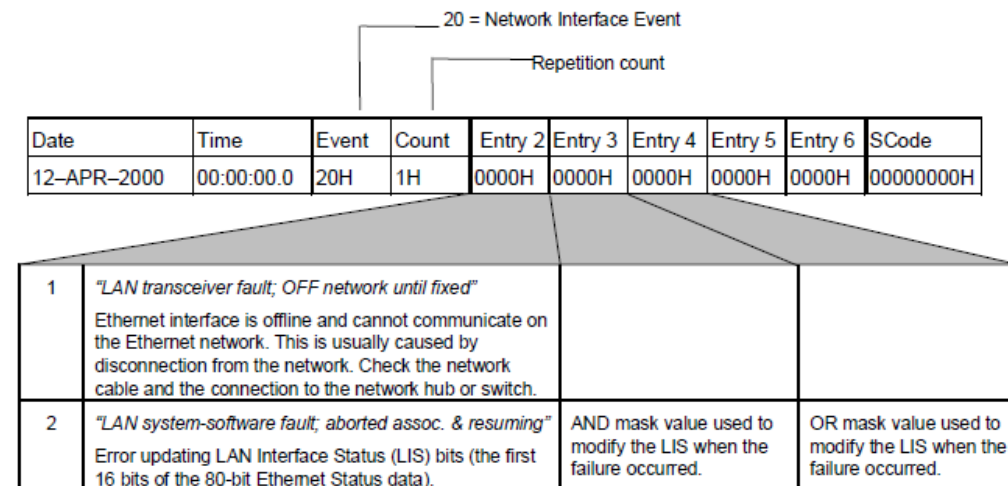 20 = Network Interface Event
Repetition count
Date Time Event Count Entry 2 Entry 3 Entry 4 Entry 5 Entry 6 SCode
12–APR–2000 00:00:00.0 20H 1H 0000H 0000H 0000H 0000H 0000H 00000000H
1 "LAN transceiver fault; OFF network until fixed"
Ethernet interface is offline and cannot communicate on
the Ethernet network. This is usually caused by
disconnection from the network. Check the network
cable and the connection to the network hub or switch.
2 "LAN system-software fault; aborted assoc. & resuming"
Error updating LAN Interface Status (LIS) bits (the first
16 bits of the 80-bit Ethernet Status data).
AND mask value used to
modify the LIS when the
failure occurred.
OR mask value used to
modify the LIS when the
failure occurred.